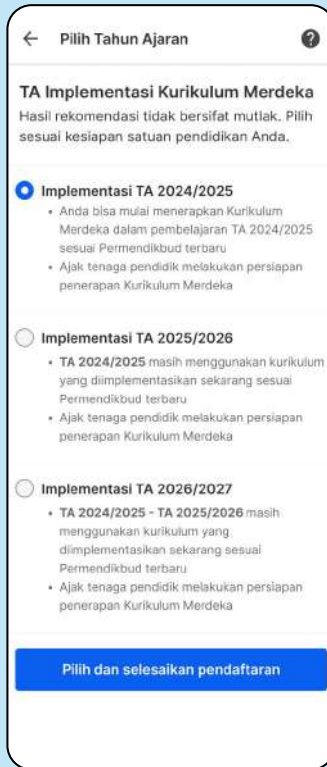 Pilih Tahun Ajaran
TA Implementasi Kurikulum Merdeka
Hasil rekomendasi tidak bersifat mutlak. Pilih
sesuai kesiapan satuan pendidikan Anda.
Implementasi TA 2024/2025
• Anda bisa mulai menerapkan Kurikulum
Merdeka dalam pembelajaran TA 2024/2025
sesuai Permendikbud terbaru
• Ajak tenaga pendidik melakukan persiapan
penerapan Kurikulum Merdeka
Implementasi TA 2025/2026
• TA 2024/2025 masih menggunakan kurikulum
yang diimplementasikan sekarang sesuai
Permendikbud terbaru
• Ajak tenaga pendidik melakukan persiapan
penerapan Kurikulum Merdeka
Implementasi TA 2026/2027
• TA 2024/2025 - TA 2025/2026 masih
menggunakan kurikulum yang
diimplementasikan sekarang sesuai
Permendikbud terbaru
• Ajak tenaga pendidik melakukan persiapan
penerapan Kurikulum Merdeka
Pilih dan selesaikan pendaftaran